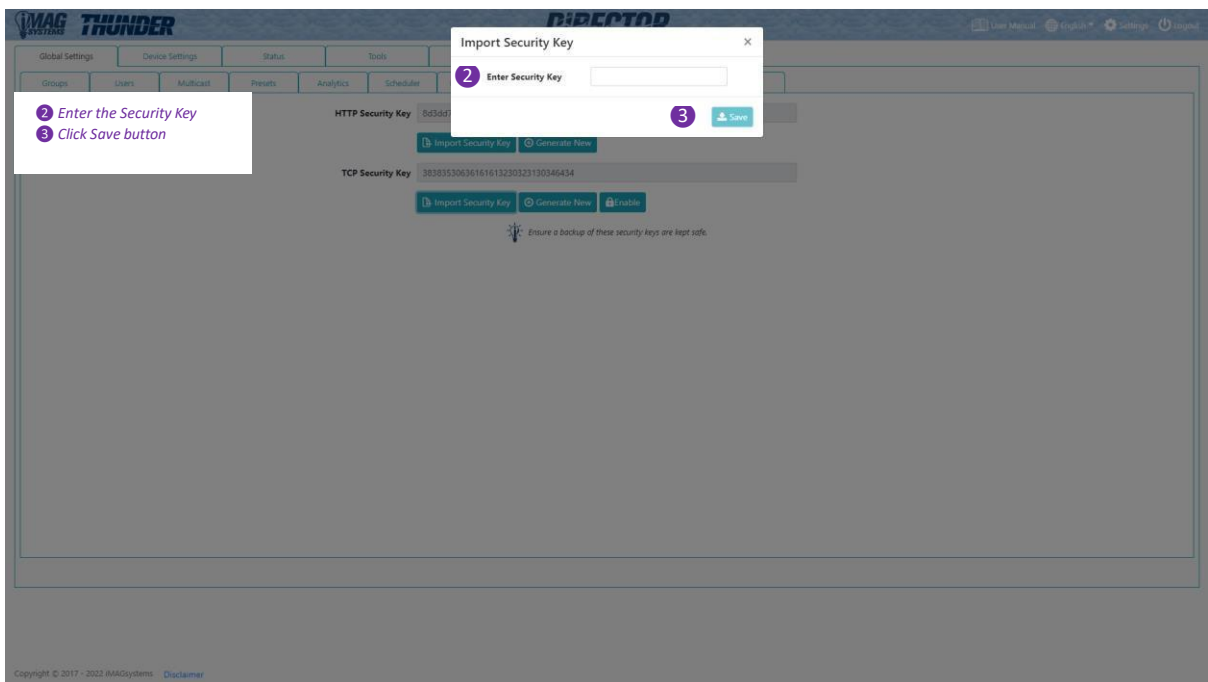 iMAG SYSTEMS THUNDER
DiRECTOR
User Manual English Settings Logout
Import Security Key ×
Global Settings Device Settings Status Tools
2 Enter Security Key
Groups Users Multicast Presets Analytics Scheduler
2 Enter the Security Key
3 Click Save button
HTTP Security Key 8d3dd7
3 Save
Import Security Key Generate New
TCP Security Key
Import Security Key Generate New Enable
Ensure a backup of these security keys are kept safe.
Copyright © 2017 - 2022 iMAGsystems Disclaimer